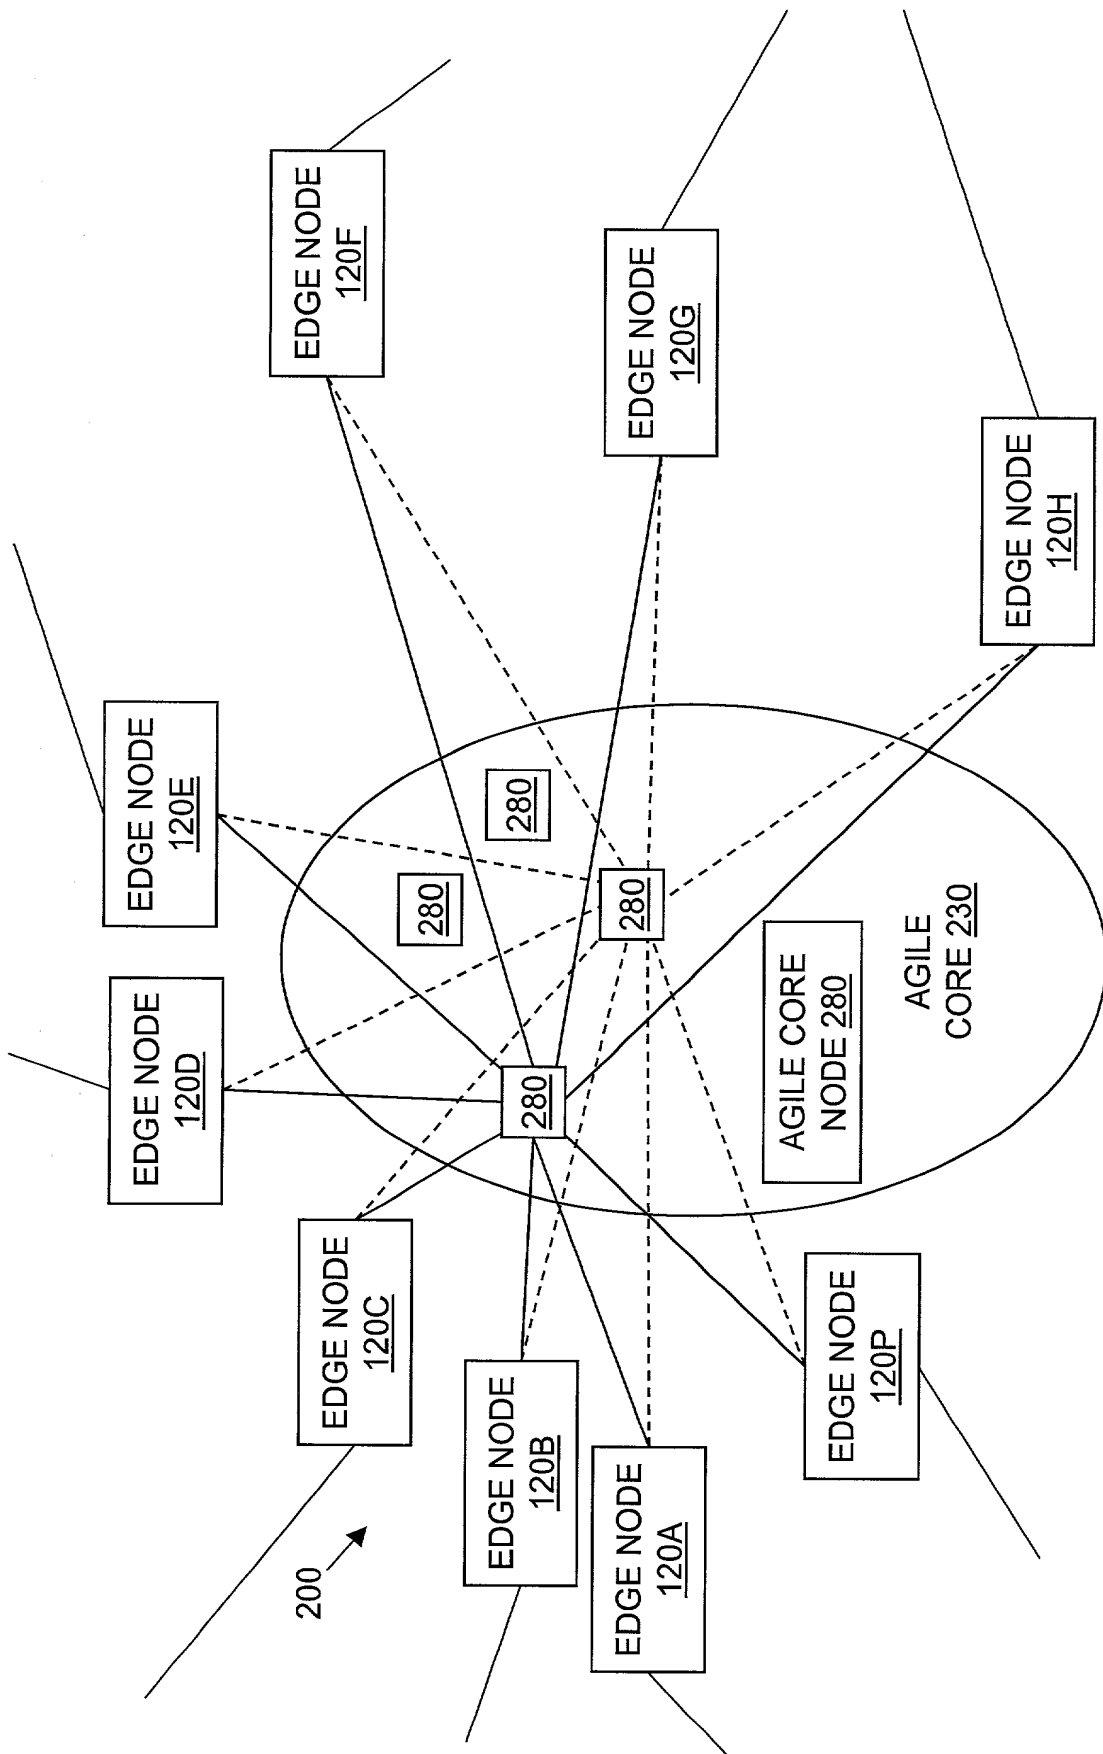 200
EDGE NODE
120A
EDGE NODE
120B
EDGE NODE
120C
EDGE NODE
120D
EDGE NODE
120E
EDGE NODE
120F
EDGE NODE
120G
EDGE NODE
120H
EDGE NODE
120P
280
280
280
280
AGILE CORE
NODE 280
AGILE
CORE 230